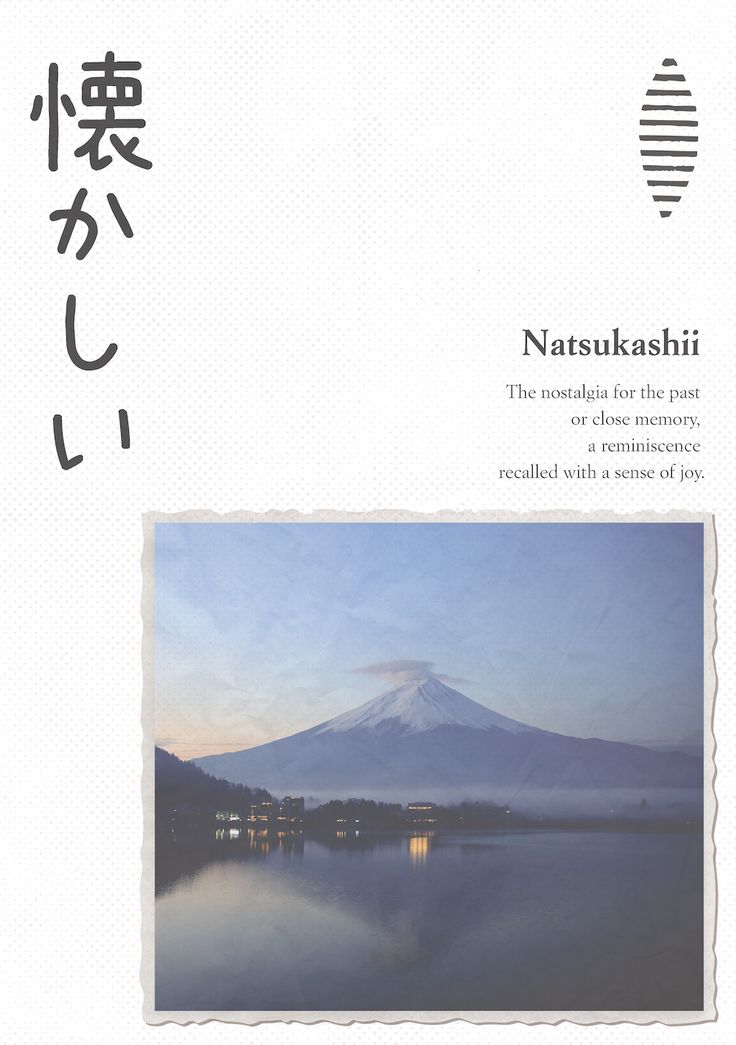 懐かしい
Natsukashii
The nostalgia for the past
or close memory,
a reminiscence
recalled with a sense of joy.